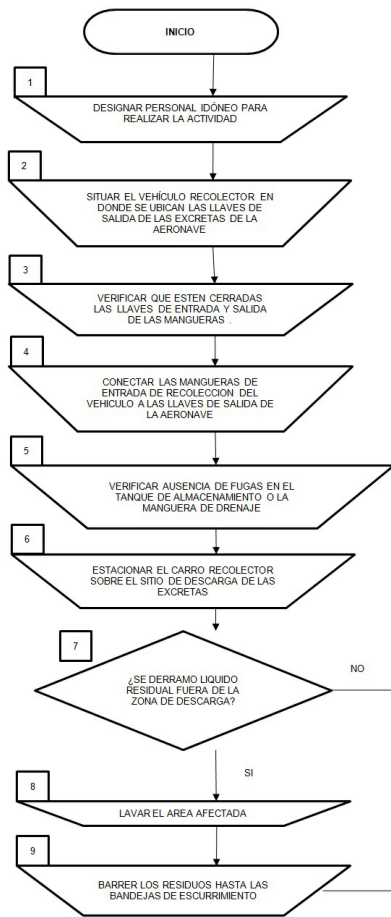 INICIO
1
DESIGNAR PERSONAL IDÓNEO PARA
REALIZAR LA ACTIVIDAD
2
SITUAR EL VEHÍCULO RECOLECTOR EN
DONDE SE UBICAN LAS LLAVES DE
SALIDA DE LAS EXCRETAS DE LA
AERONAVE
3
VERIFICAR QUE ESTEN CERRADAS
LAS LLAVES DE ENTRADA Y SALIDA
DE LAS MANGUERAS .
4
CONECTAR LAS MANGUERAS DE
ENTRADA DE RECOLECCION DEL
VEHICULO A LAS LLAVES DE SALIDA DE
LA AERONAVE
5
VERIFICAR AUSENCIA DE FUGAS EN EL
TANQUE DE ALMACENAMIENTO O LA
MANGUERA DE DRENAJE
6
ESTACIONAR EL CARRO RECOLECTOR
SOBRE EL SITIO DE DESCARGA DE LAS
EXCRETAS
7
¿SE DERRAMO LIQUIDO
RESIDUAL FUERA DE LA
ZONA DE DESCARGA?
NO
SI
8
LAVAR EL AREA AFECTADA
9
BARRER LOS RESIDUOS HASTA LAS
BANDEJAS DE ESCURRIMIENTO